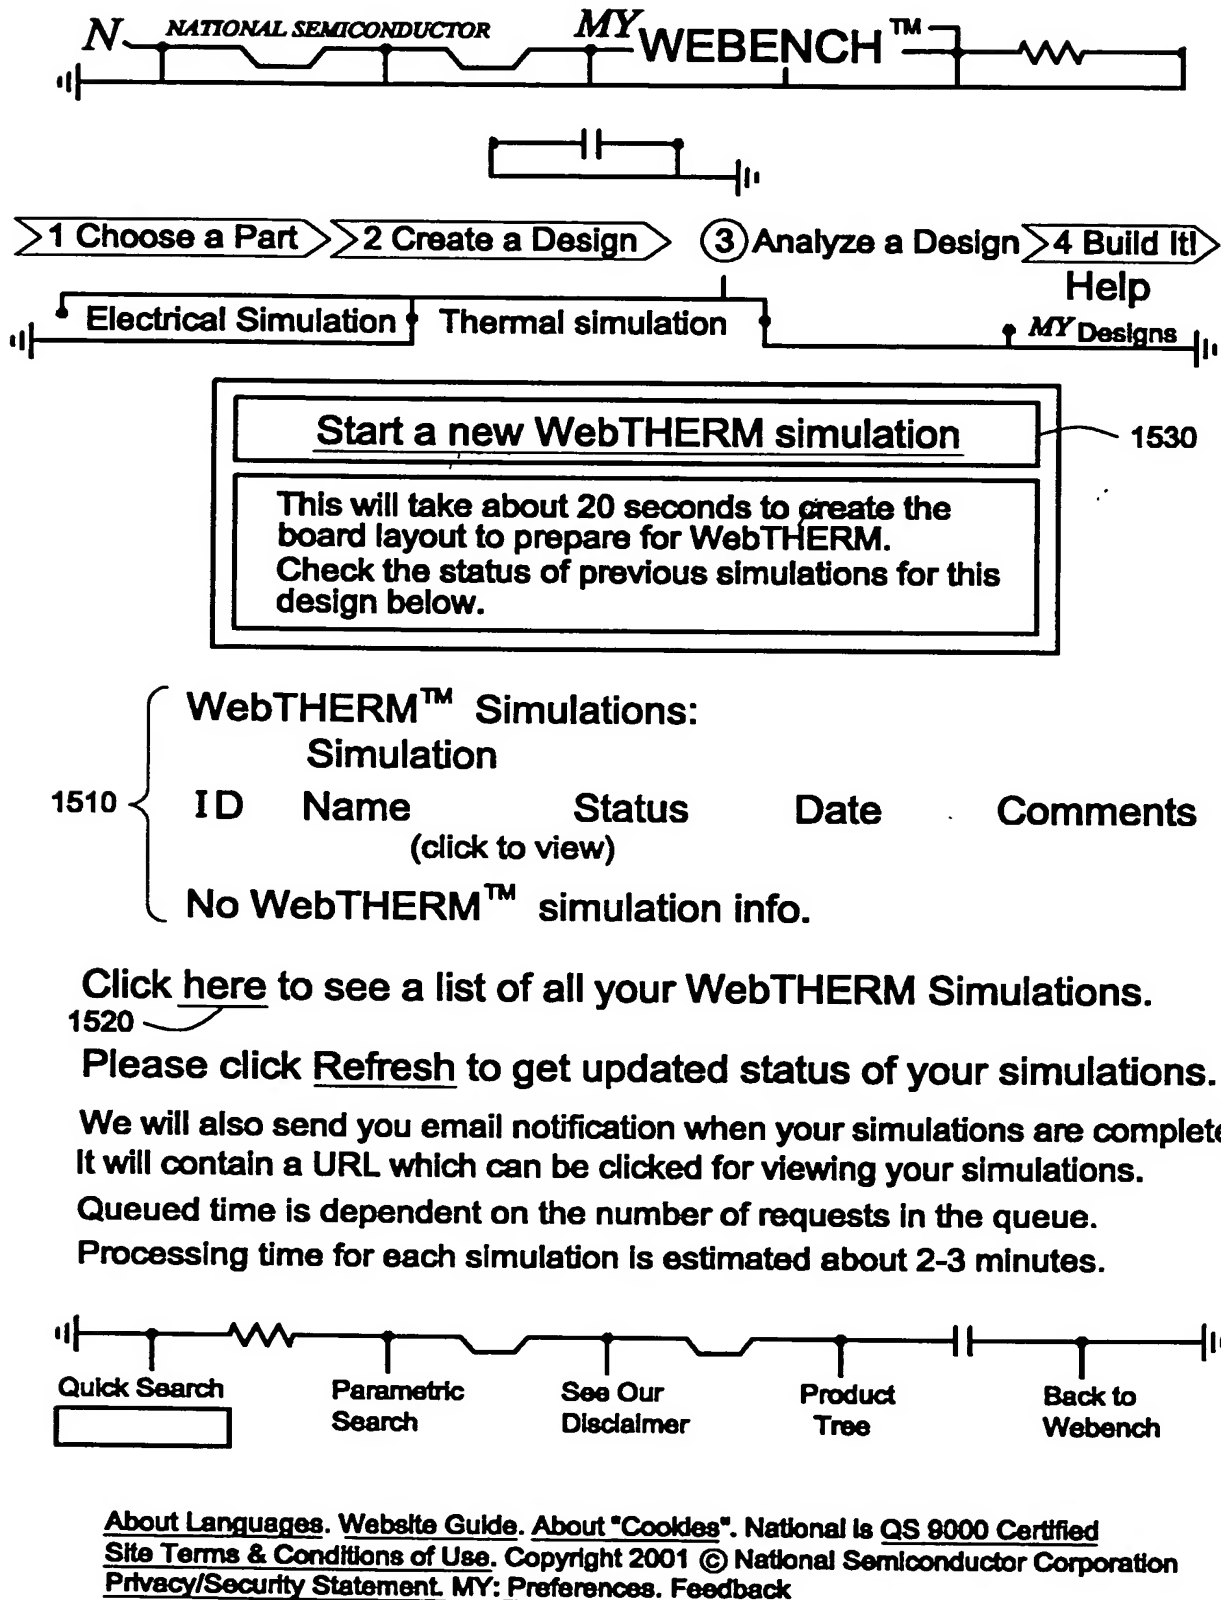 N NATIONAL SEMICONDUCTOR MY WEBENCH™
1 Choose a Part 2 Create a Design 3 Analyze a Design 4 Build It!
Help
Electrical Simulation Thermal simulation MY Designs
Start a new WebTHERM simulation 1530
This will take about 20 seconds to create the
board layout to prepare for WebTHERM.
Check the status of previous simulations for this
design below.
WebTHERM™ Simulations:
Simulation
1510 ID Name Status Date Comments
(click to view)
No WebTHERM™ simulation info.
Click here to see a list of all your WebTHERM Simulations.
1520
Please click Refresh to get updated status of your simulations.
We will also send you email notification when your simulations are complete
It will contain a URL which can be clicked for viewing your simulations.
Queued time is dependent on the number of requests in the queue.
Processing time for each simulation is estimated about 2-3 minutes.
Quick Search Parametric Search See Our Disclaimer Product Tree Back to Webench
About Languages. Website Guide. About "Cookies". National is QS 9000 Certified
Site Terms & Conditions of Use. Copyright 2001 © National Semiconductor Corporation
Privacy/Security Statement. MY: Preferences. Feedback